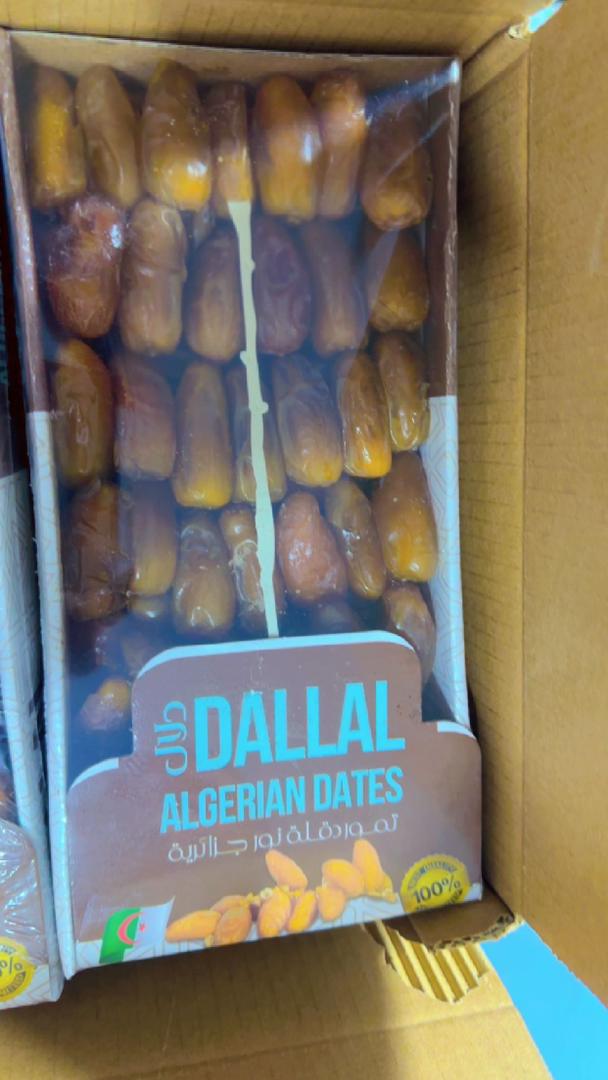 دلال
DALLAL
ALGERIAN DATES
تمور دقلة نور جزائرية
100%
%